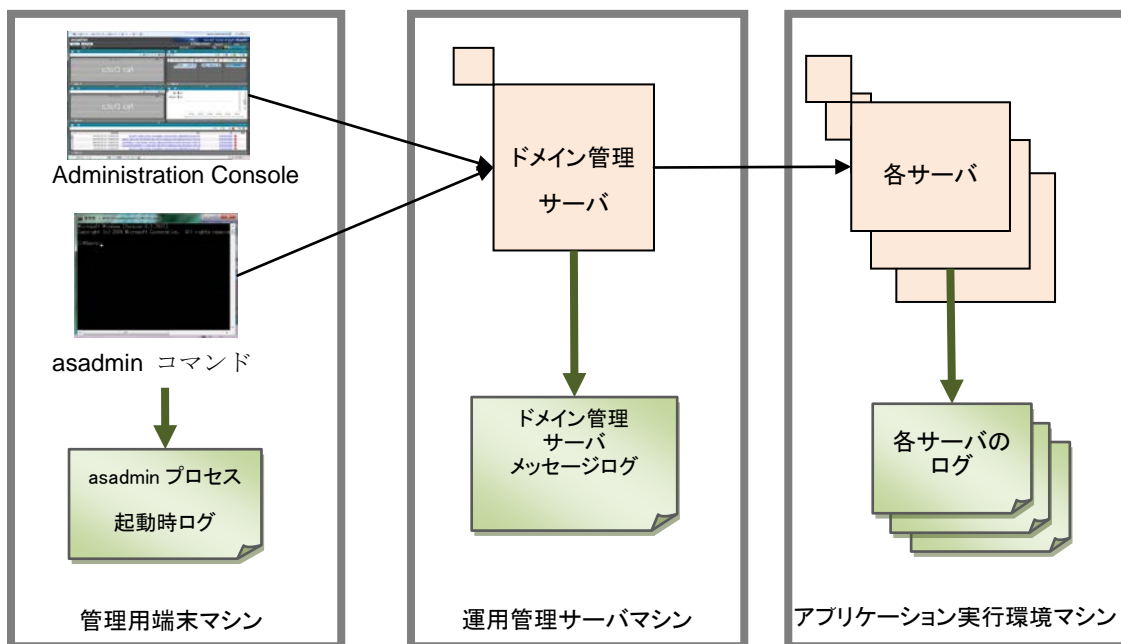 Administration Console
asadmin コマンド
asadmin プロセス
起動時ログ
管理用端末マシン
ドメイン管理
サーバ
ドメイン管理
サーバ
メッセージログ
運用管理サーバマシン
各サーバ
各サーバの
ログ
アプリケーション実行環境マシン